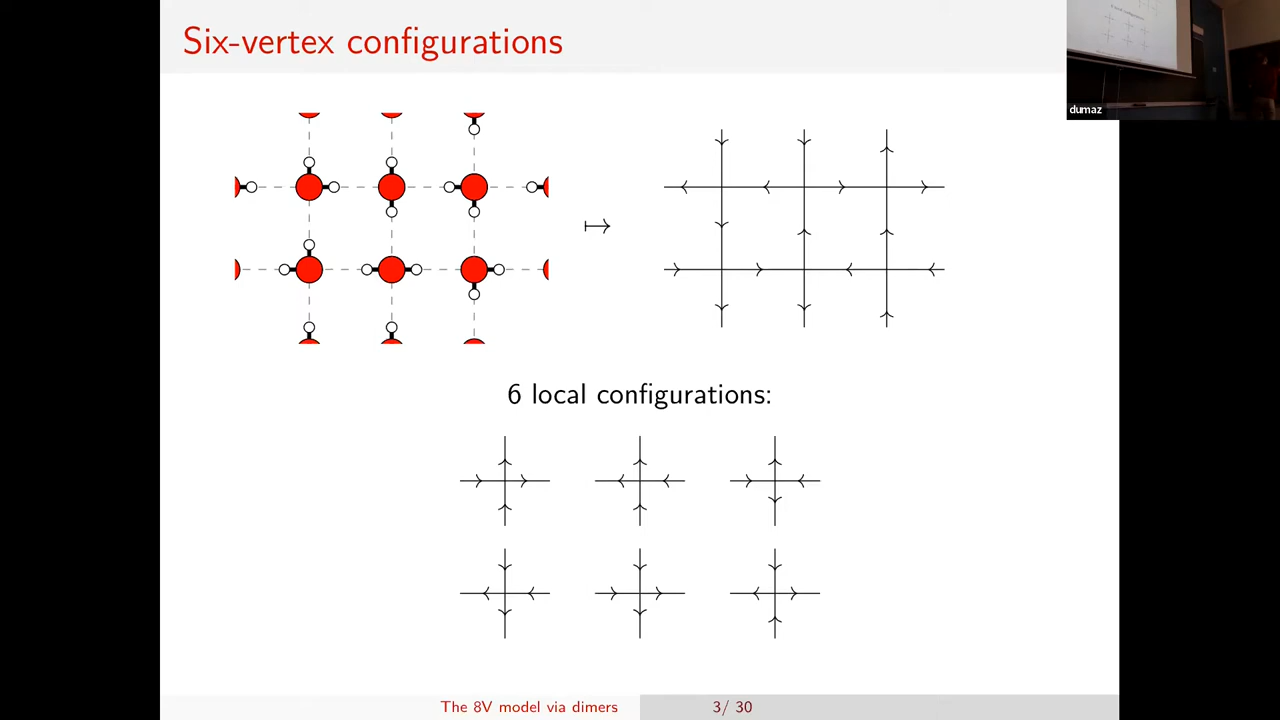 Six-vertex configurations
dumaz
↦
6 local configurations:
The 8V model via dimers
3/ 30